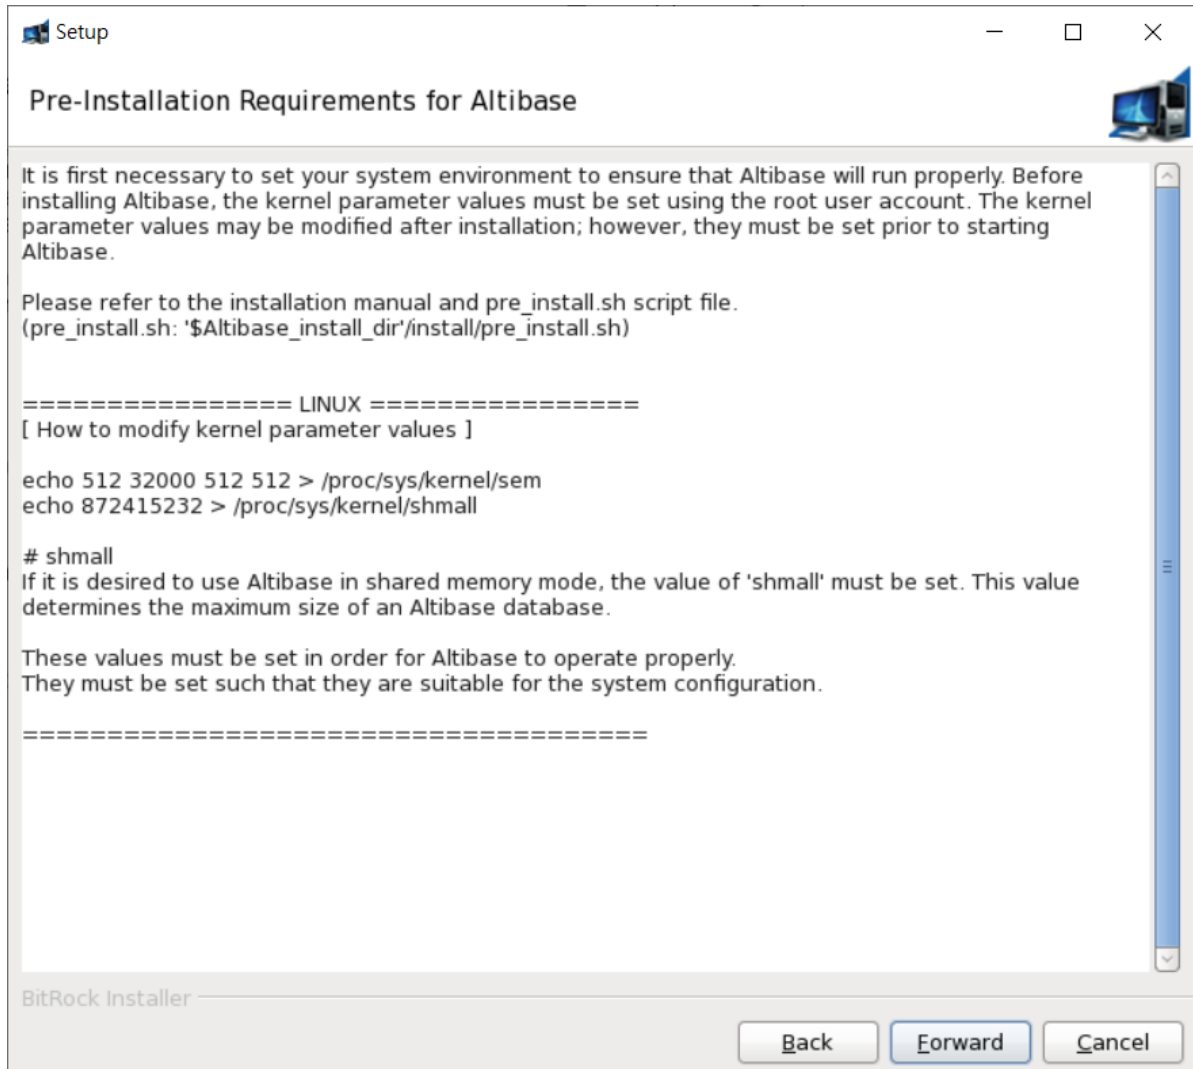 Setup
Pre-Installation Requirements for Altibase
It is first necessary to set your system environment to ensure that Altibase will run properly. Before
installing Altibase, the kernel parameter values must be set using the root user account. The kernel
parameter values may be modified after installation; however, they must be set prior to starting
Altibase.
Please refer to the installation manual and pre_install.sh script file.
(pre_install.sh: '$Altibase_install_dir'/install/pre_install.sh)
================ LINUX ================
[ How to modify kernel parameter values ]
echo 512 32000 512 512 > /proc/sys/kernel/sem
echo 872415232 > /proc/sys/kernel/shmall
# shmall
If it is desired to use Altibase in shared memory mode, the value of 'shmall' must be set. This value
determines the maximum size of an Altibase database.
These values must be set in order for Altibase to operate properly.
They must be set such that they are suitable for the system configuration.
=====================================
BitRock Installer
Back Forward Cancel